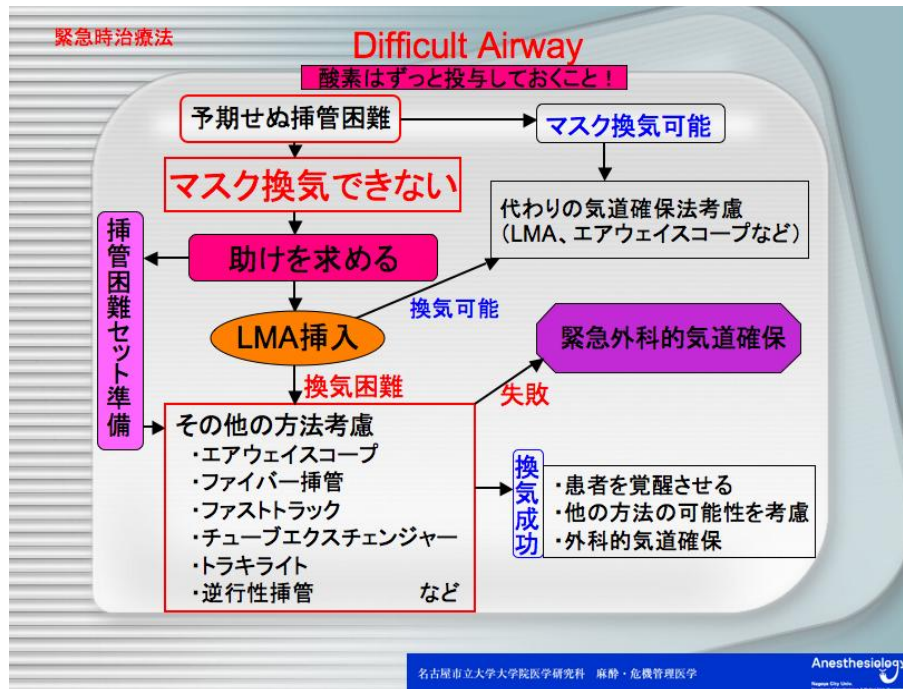 緊急時治療法
Difficult Airway
酸素はずっと投与しておくこと！
予期せぬ挿管困難
マスク換気可能
マスク換気できない
代わりの気道確保法考慮
（LMA、エアウェイスコープなど）
助けを求める
挿管困難セット準備
換気可能
LMA挿入
緊急外科的気道確保
換気困難
失敗
その他の方法考慮
・エアウェイスコープ
・ファイバー挿管
・ファストトラック
・チューブエクスチェンジャー
・トラキライト
・逆行性挿管 など
換気成功
・患者を覚醒させる
・他の方法の可能性を考慮
・外科的気道確保
名古屋市立大学大学院医学研究科 麻酔・危機管理医学
Anesthesiology
Nagoya City Univ.